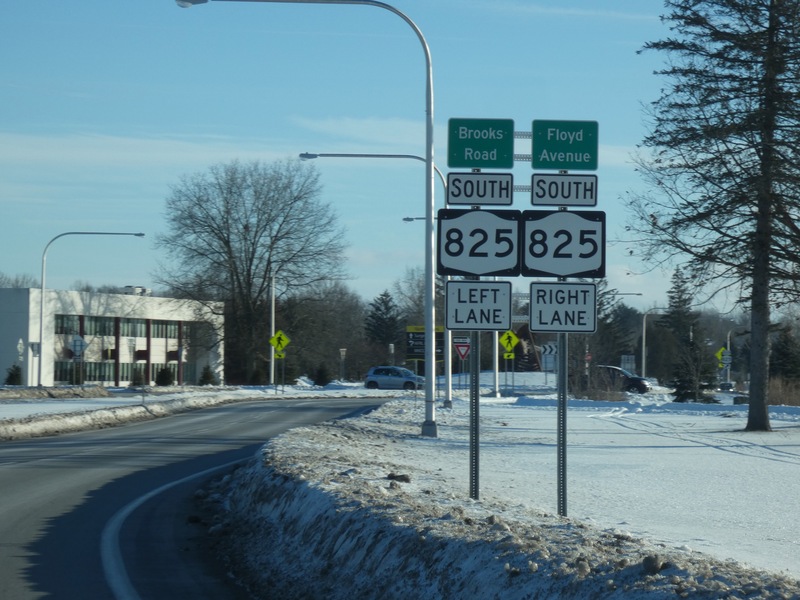 Brooks
Road
SOUTH
825
LEFT
LANE
Floyd
Avenue
SOUTH
825
RIGHT
LANE